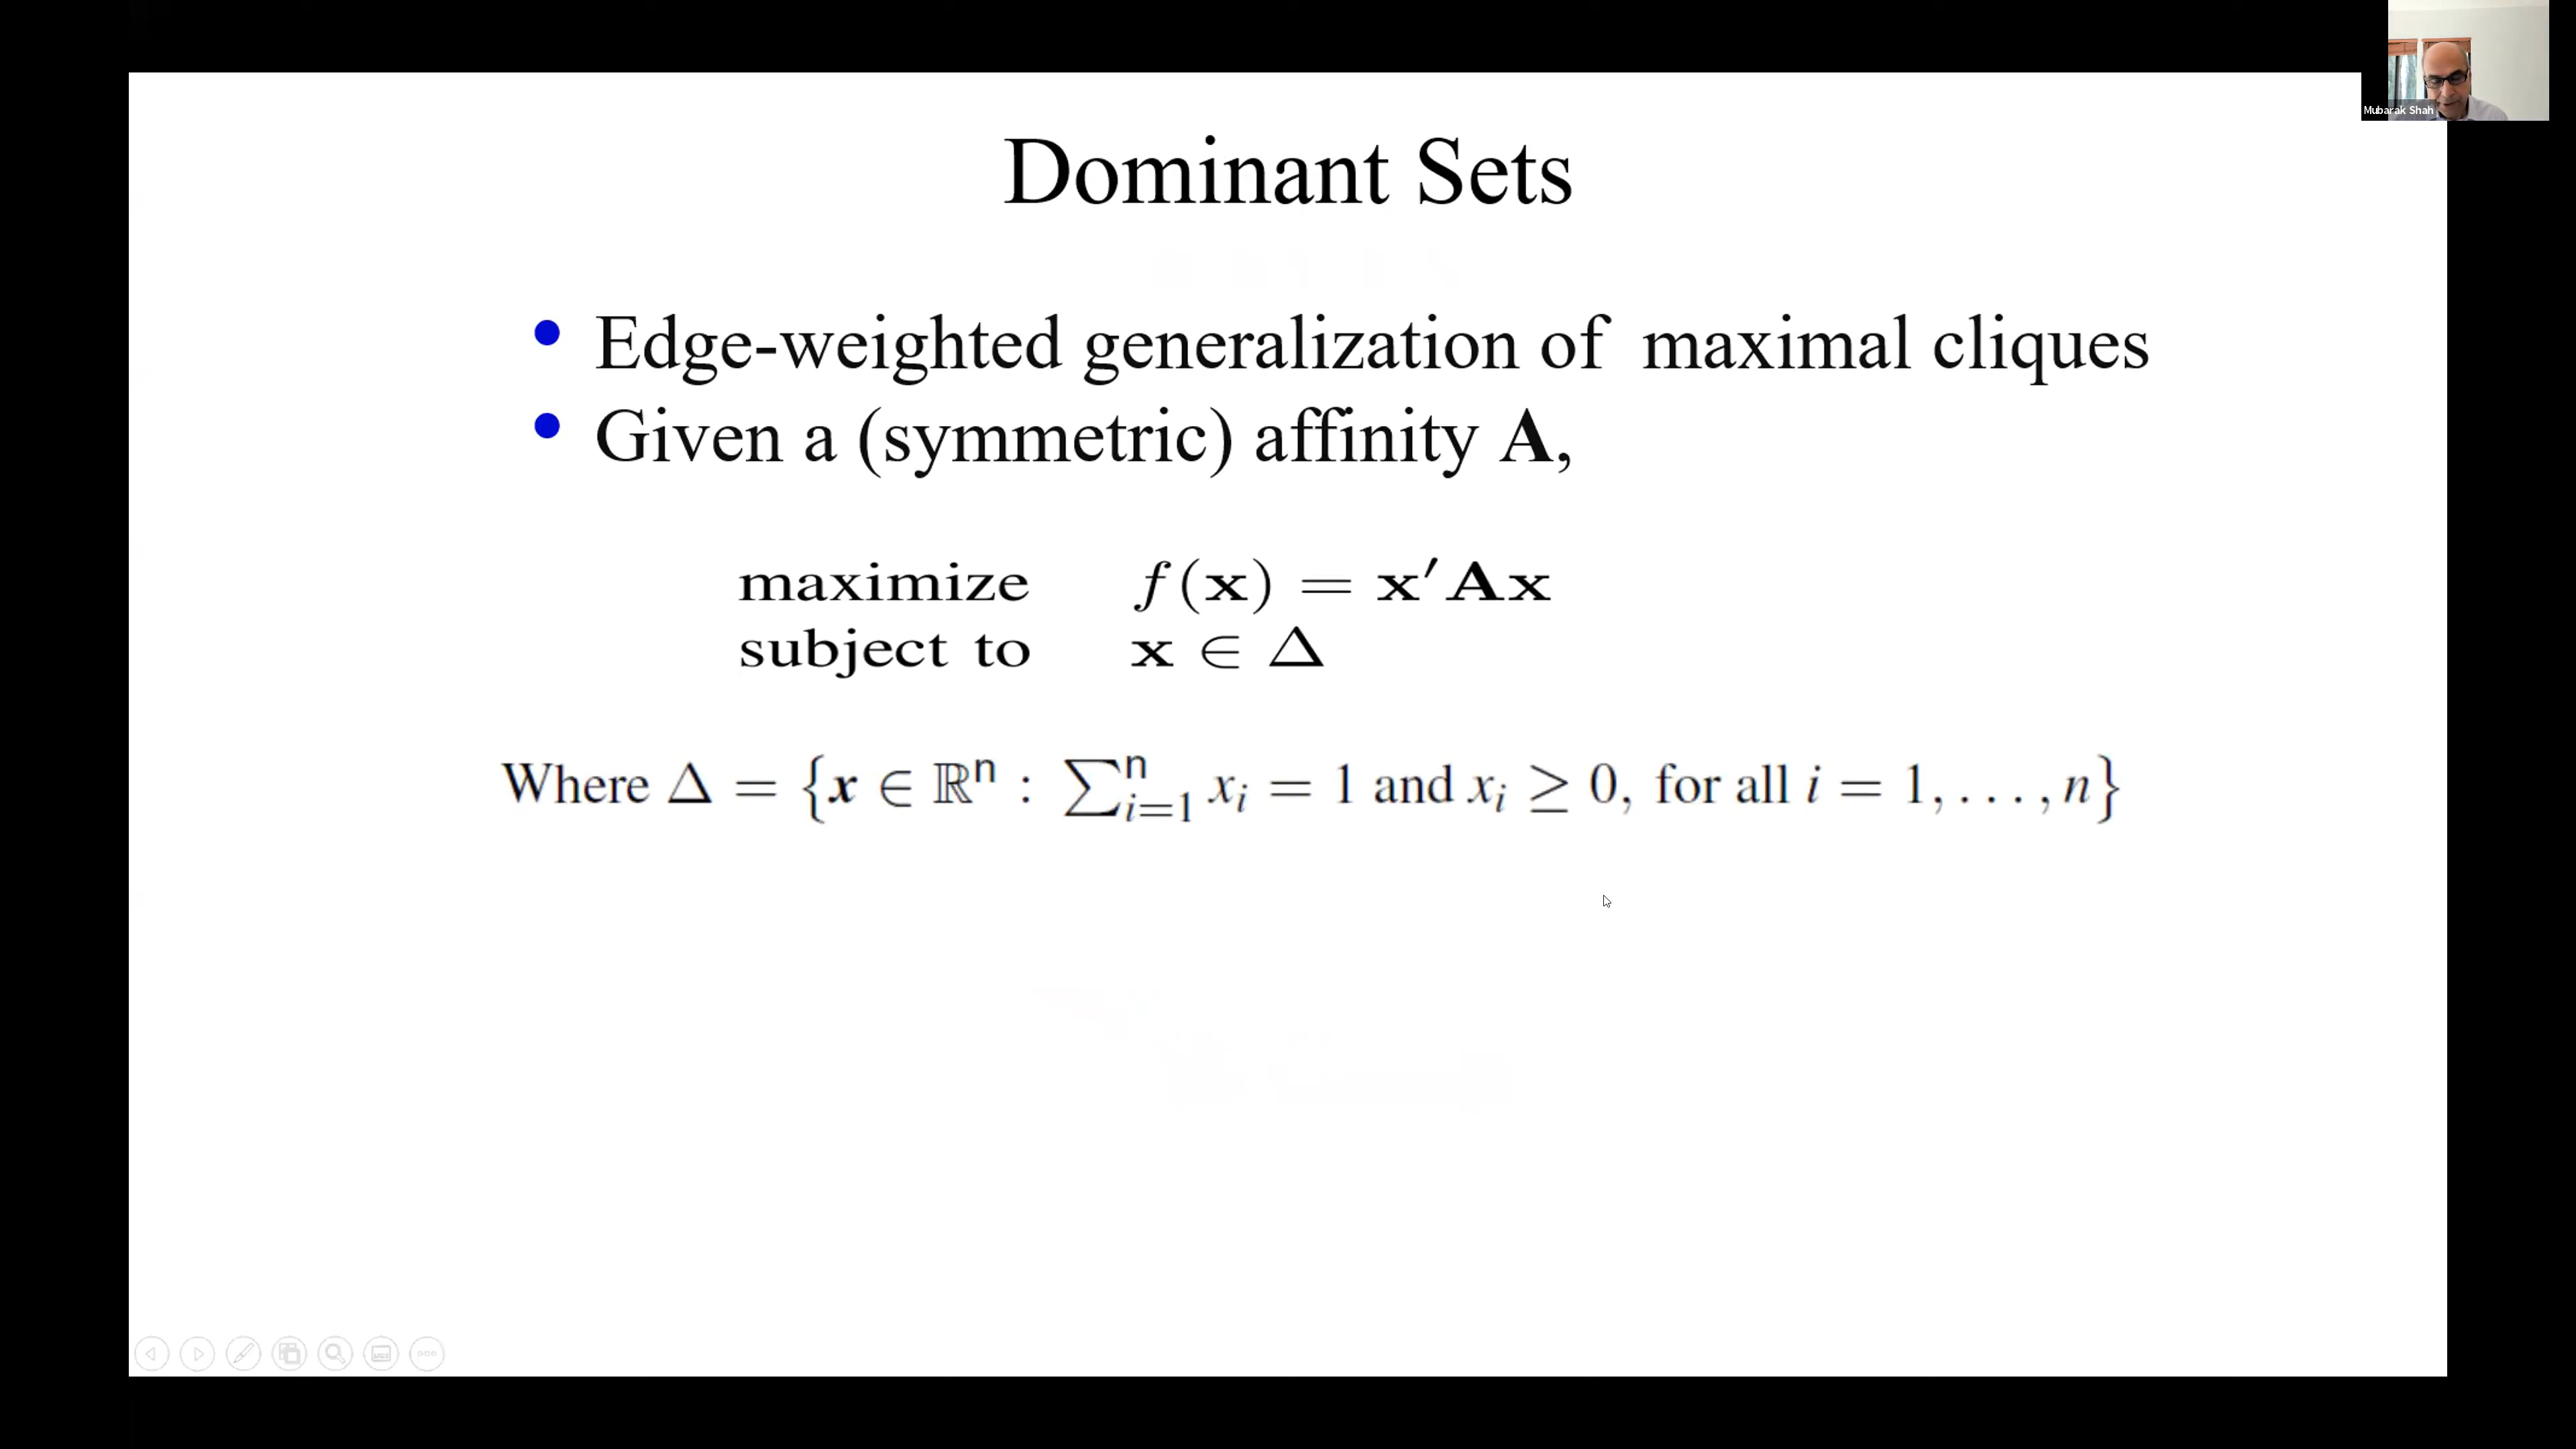 Mubarak Shah
Dominant Sets
• Edge-weighted generalization of maximal cliques
• Given a (symmetric) affinity A,
maximize f(x) = x′Ax
subject to x ∈ Δ
Where Δ = {x ∈ ℝⁿ : ∑ⁿᵢ₌₁ xᵢ = 1 and xᵢ ≥ 0, for all i = 1, . . . , n}